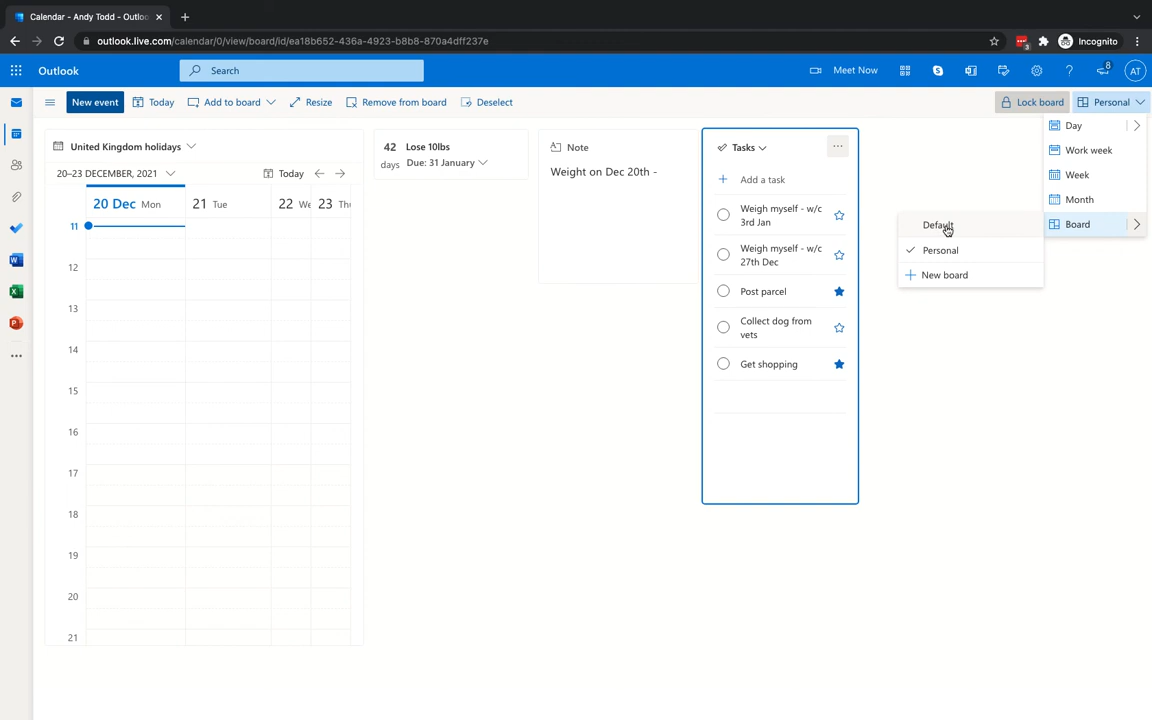 Calendar - Andy Todd - Outloo
outlook.live.com/calendar/0/view/board/id/ea18b652-436a-4923-b8b8-870a4dff237e
3
Incognito
Outlook
Search
Meet Now
8
AT
New event
Today
Add to board
Resize
Remove from board
Deselect
Lock board
Personal
Day
Work week
Week
Month
Board
Default
Personal
New board
United Kingdom holidays
20–23 DECEMBER, 2021
Today
20 Dec Mon
21 Tue
22 We
23 Thu
11
12
13
14
15
16
17
18
19
20
21
42 Lose 10lbs
days Due: 31 January
Note
Weight on Dec 20th -
Tasks
Add a task
Weigh myself - w/c
3rd Jan
Weigh myself - w/c
27th Dec
Post parcel
Collect dog from
vets
Get shopping